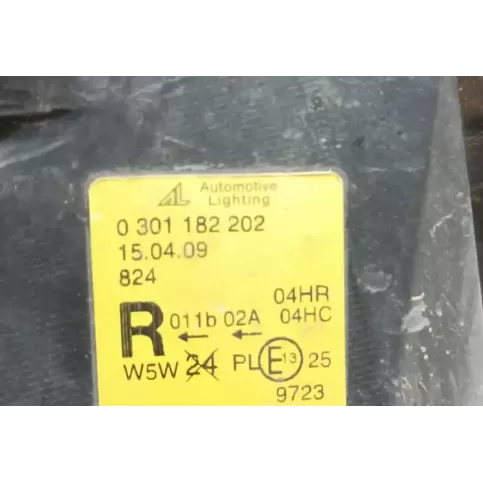 AL Automotive
Lighting
0 301 182 202
15.04.09
824
04HR
R 011b 02A 04HC
← ←
W5W 24 PL E13 25
9723